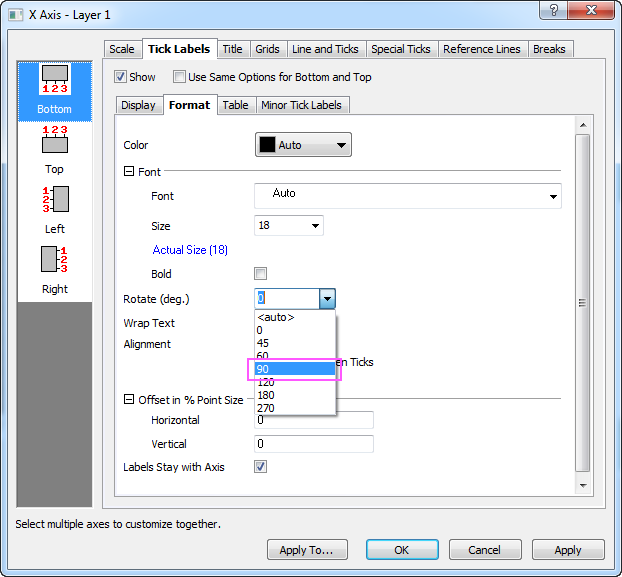 X Axis - Layer 1
?
Scale Tick Labels Title Grids Line and Ticks Special Ticks Reference Lines Breaks
Show Use Same Options for Bottom and Top
1 2 3
Bottom
1 2 3
Top
1
2
3
Left
1
2
3
Right
Display Format Table Minor Tick Labels
Color Auto
Font
Font Auto
Size 18
Actual Size (18)
Bold
Rotate (deg.) 0
<auto>
Wrap Text
0
Alignment 45
60
en Ticks
90
120
180
Offset in % Point Size
270
Horizontal 0
Vertical 0
Labels Stay with Axis
Select multiple axes to customize together.
Apply To... OK Cancel Apply